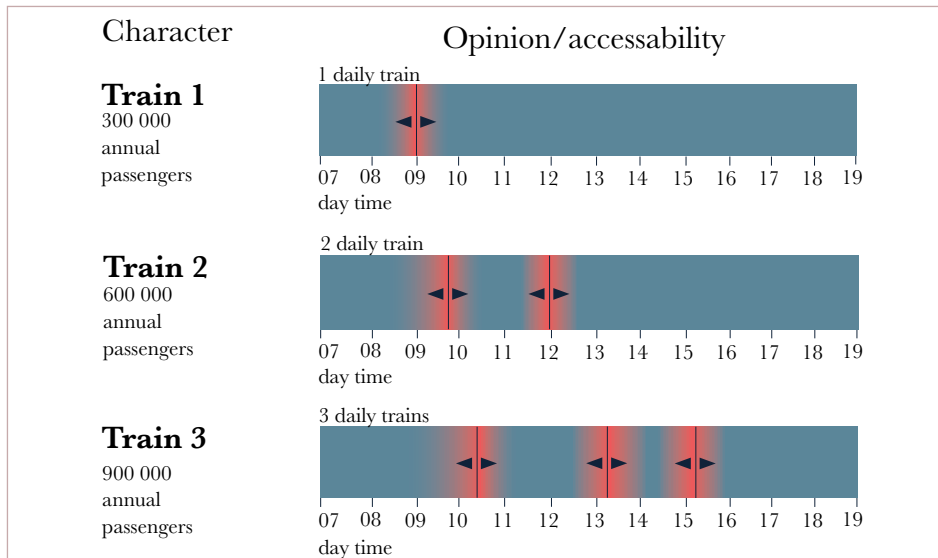 Character
Opinion/accessability
1 daily train
Train 1
300 000
annual
passengers
07 08 09 10 11 12 13 14 15 16 17 18 19
day time
2 daily train
Train 2
600 000
annual
passengers
07 08 09 10 11 12 13 14 15 16 17 18 19
day time
3 daily trains
Train 3
900 000
annual
passengers
07 08 09 10 11 12 13 14 15 16 17 18 19
day time